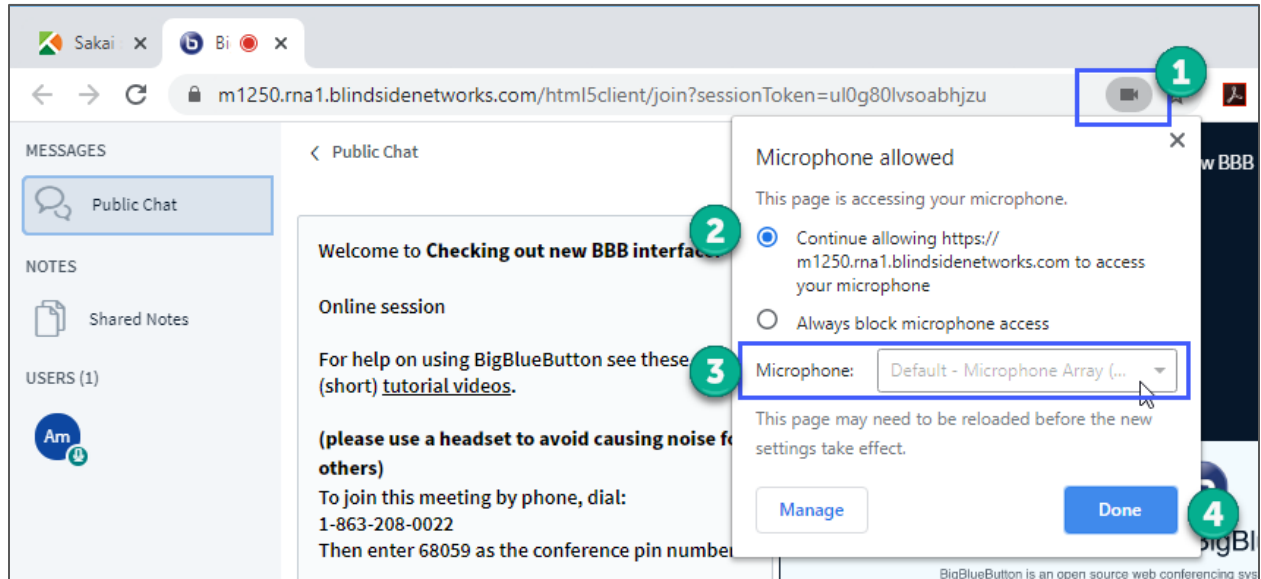 Sakai
Bi
1
m1250.rna1.blindsidenetworks.com/html5client/join?sessionToken=ul0g80lvsoabhjzu
MESSAGES
Public Chat
NOTES
Shared Notes
USERS (1)
Am
Public Chat
Welcome to Checking out new BBB interface!
Online session
For help on using BigBlueButton see these
(short) tutorial videos.
(please use a headset to avoid causing noise fo
others)
To join this meeting by phone, dial:
1-863-208-0022
Then enter 68059 as the conference pin number
Microphone allowed
This page is accessing your microphone.
2
Continue allowing https://
m1250.rna1.blindsidenetworks.com to access
your microphone
Always block microphone access
3
Microphone: Default - Microphone Array (...
This page may need to be reloaded before the new
settings take effect.
Manage
Done
4
w BBB
BigBl
BigBlueButton is an open source web conferencing sys